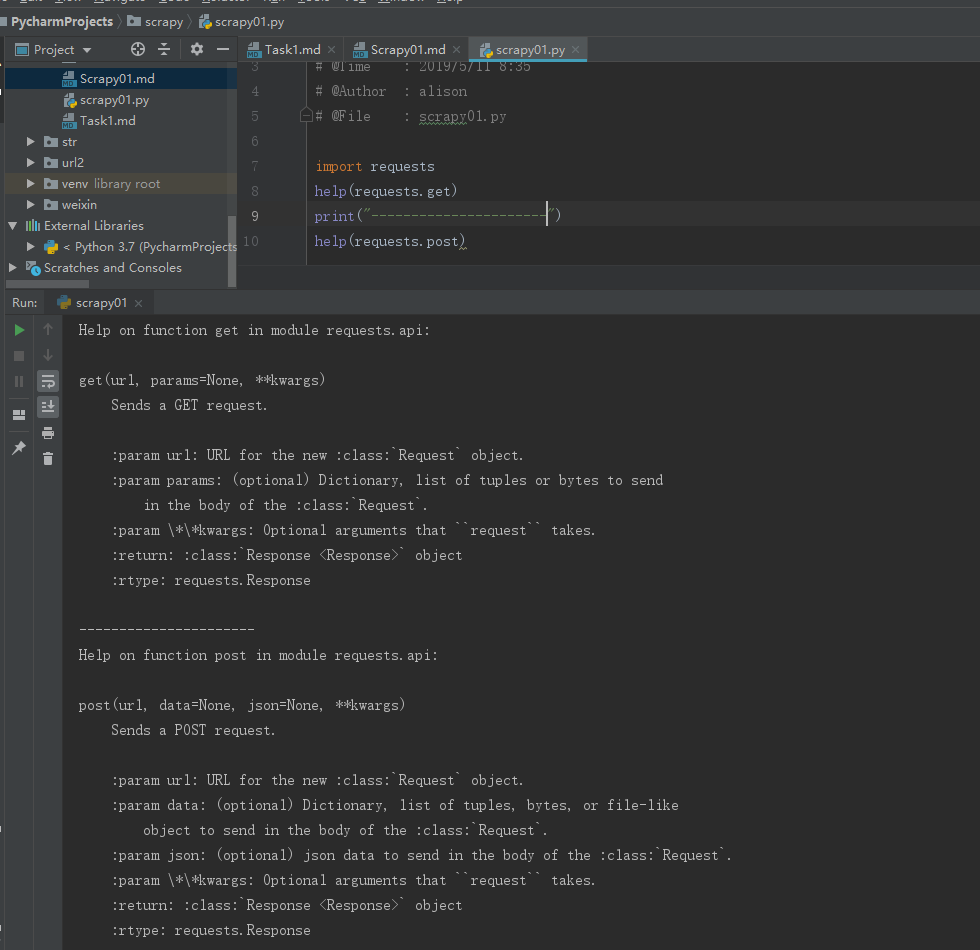 PycharmProjects scrapy scrapy01.py
Project
Task1.md Scrapy01.md scrapy01.py
Scrapy01.md
scrapy01.py
Task1.md
str
url2
venv library root
weixin
External Libraries
< Python 3.7 (PycharmProjects
Scratches and Consoles
3 # @Time : 2019/5/11 8:35
4 # @Author : alison
5 # @File : scrapy01.py
6
7 import requests
8 help(requests.get)
9 print("----------------------")
10 help(requests.post)
Run: scrapy01
Help on function get in module requests.api:
get(url, params=None, **kwargs)
Sends a GET request.
:param url: URL for the new :class:`Request` object.
:param params: (optional) Dictionary, list of tuples or bytes to send
in the body of the :class:`Request`.
:param \*\*kwargs: Optional arguments that ``request`` takes.
:return: :class:`Response <Response>` object
:rtype: requests.Response
----------------------
Help on function post in module requests.api:
post(url, data=None, json=None, **kwargs)
Sends a POST request.
:param url: URL for the new :class:`Request` object.
:param data: (optional) Dictionary, list of tuples, bytes, or file-like
object to send in the body of the :class:`Request`.
:param json: (optional) json data to send in the body of the :class:`Request`.
:param \*\*kwargs: Optional arguments that ``request`` takes.
:return: :class:`Response <Response>` object
:rtype: requests.Response